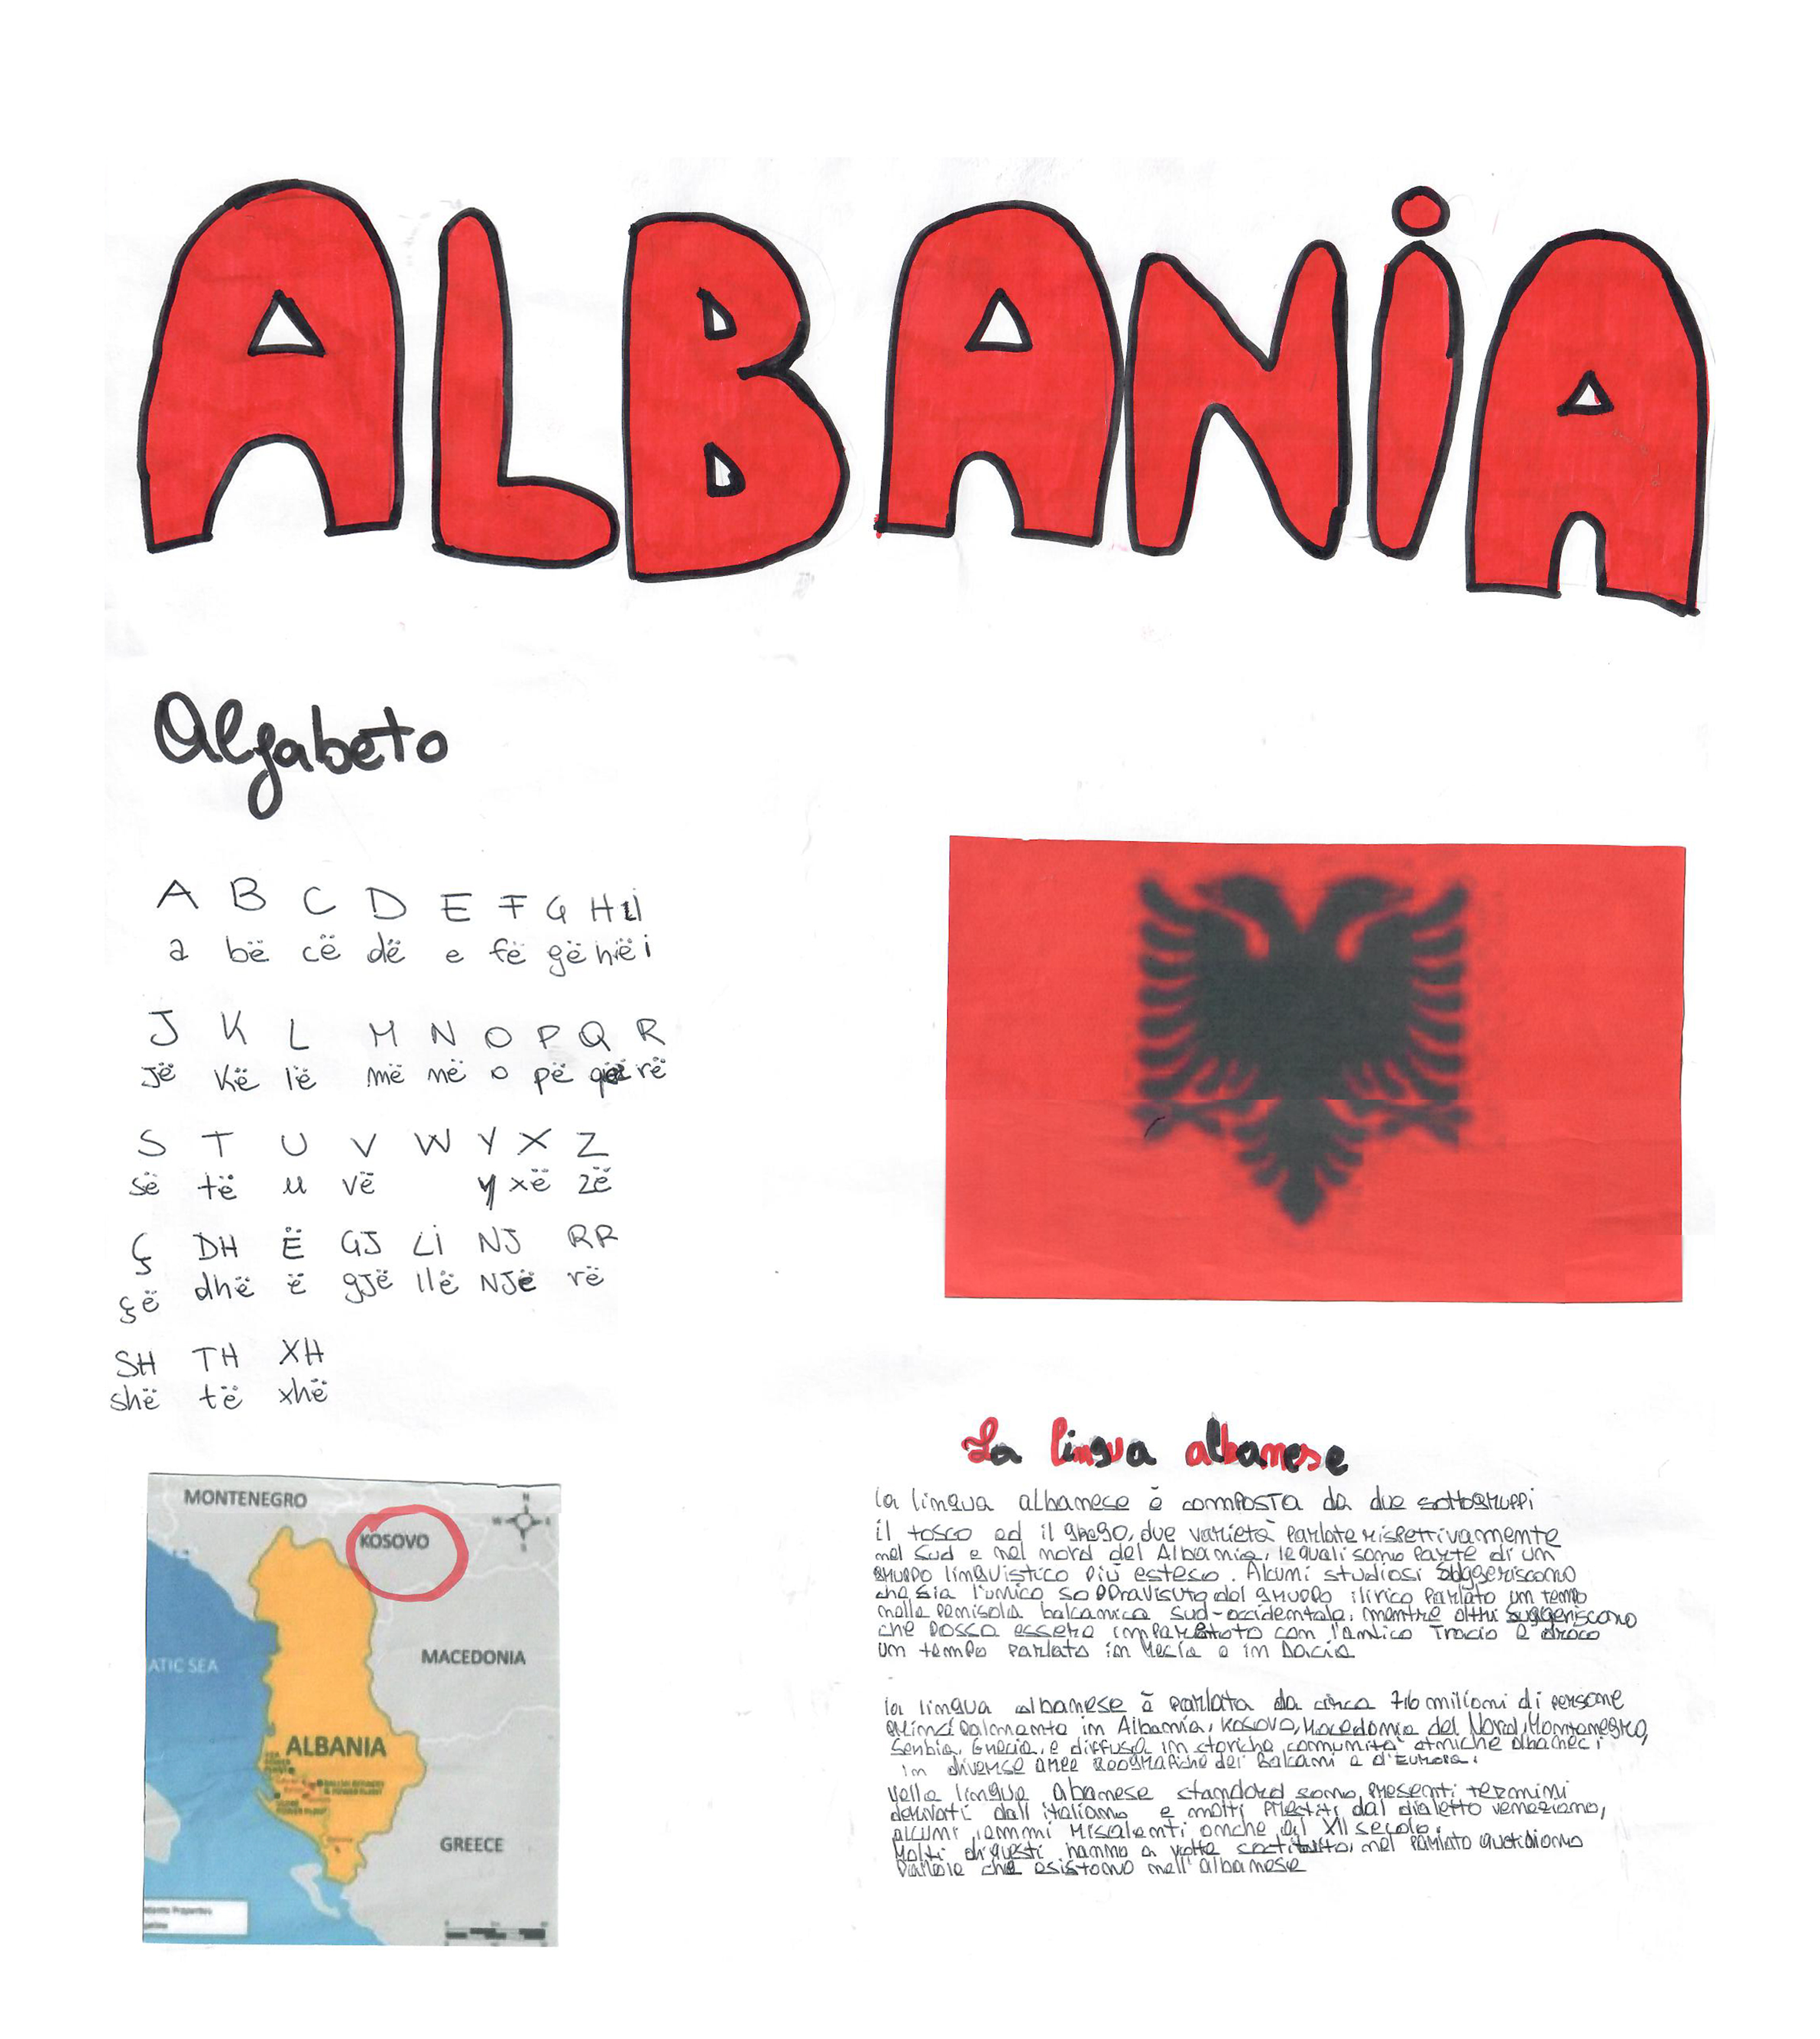 ALBANiA
Alfabeto
A B C D E F G H I
a bë cë dë e fë gë hë i
J K L M N O P Q R
jë kë lë më në o pë që rë
S T U V W Y X Z
së të u vë y xë zë
Ç DH Ë GJ Li NJ RR
çë dhë ë gjë llë NJë rë
SH TH XH
shë të xhë
MONTENEGRO
KOSOVO
N
W E
S
ATIC SEA
MACEDONIA
ALBANIA
GREECE
La lingua albanese
la lingua albanese è composta da due sottogruppi
il tosco ed il ghego, due varietà parlate rispettivamente
nel sud e nel nord del Albania, le quali sono parte di un
gruppo linguistico più esteso. Alcuni studiosi suggeriscono
che sia l'unico sopravisuto dal gruppo ilirico parlato un tempo
nella penisola balcanica sud-occidentale, mentre altri suggeriscono
che possa essere imparentato con l'antico Tracio e
un tempo parlato in Mesia e in Dacia
la lingua albanese è parlata da circa 7,6 milioni di persone
principalmente in Albania, Kosovo, Macedonia del Nord, Montenegro,
Serbia, Grecia, e diffusa in storiche comunità etniche albanesi
in diverse aree geografiche dei Balcani e d'Europa.
Nella lingua abanese standard sono presenti termini
derivati dall'italiano e molti prestiti dal dialetto veneziano,
alcuni risalenti anche al XII secolo.
Molti di questi hanno a volte sostituito, nel parlato quotidiano
parole che esistono nell'albanese